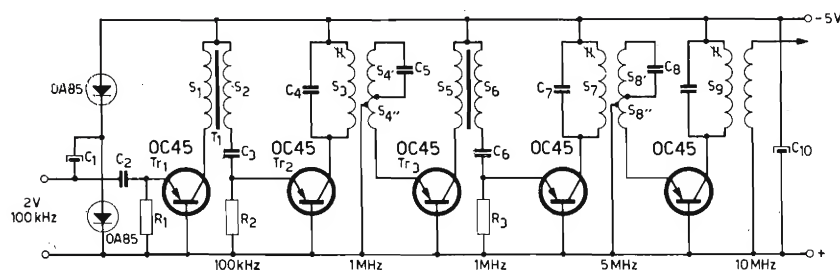 −5V
OA85
C1
C2
2V
100 kHz
OA85
R1
OC45
Tr1
S1
S2
T1
C3
R2
100kHz
OC45
Tr2
C4
S3
S4'
S4"
C5
1MHz
OC45
Tr3
S5
S6
C6
R3
1MHz
OC45
C7
S7
S8'
S8"
C8
5MHz
OC45
S9
10MHz
C10
+